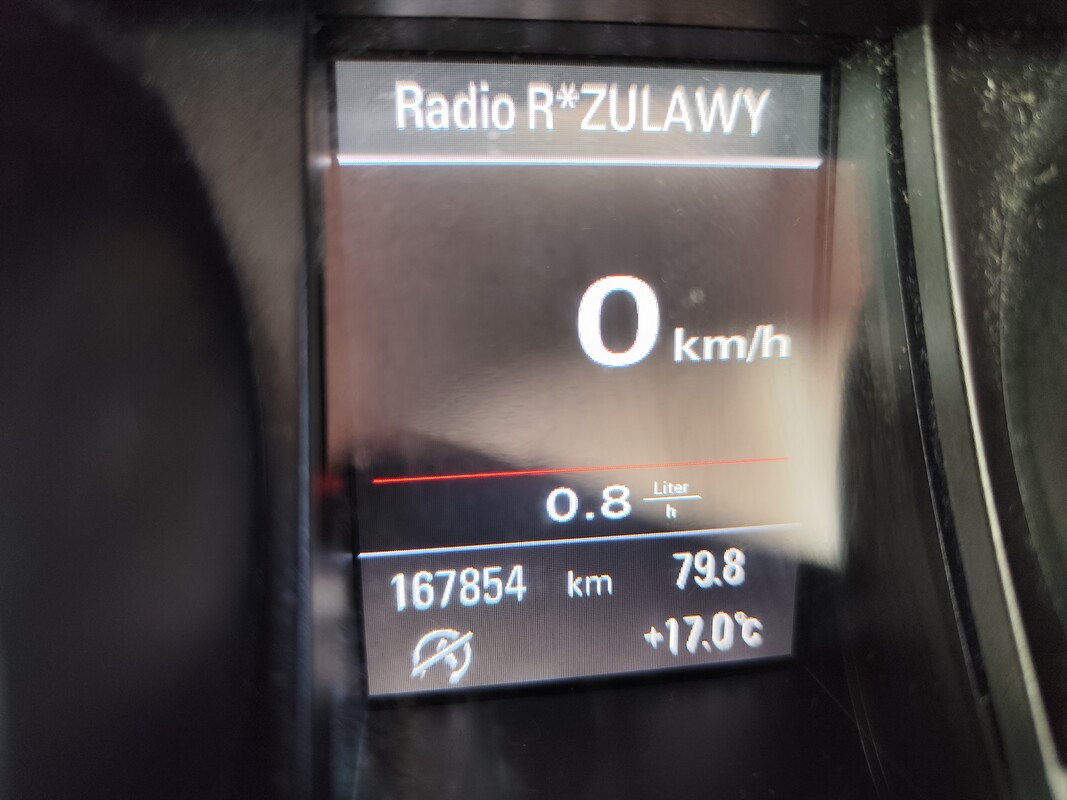 Radio R*ZULAWY
0 km/h
0.8 Liter
h
167854 km 79.8
+17.0°C